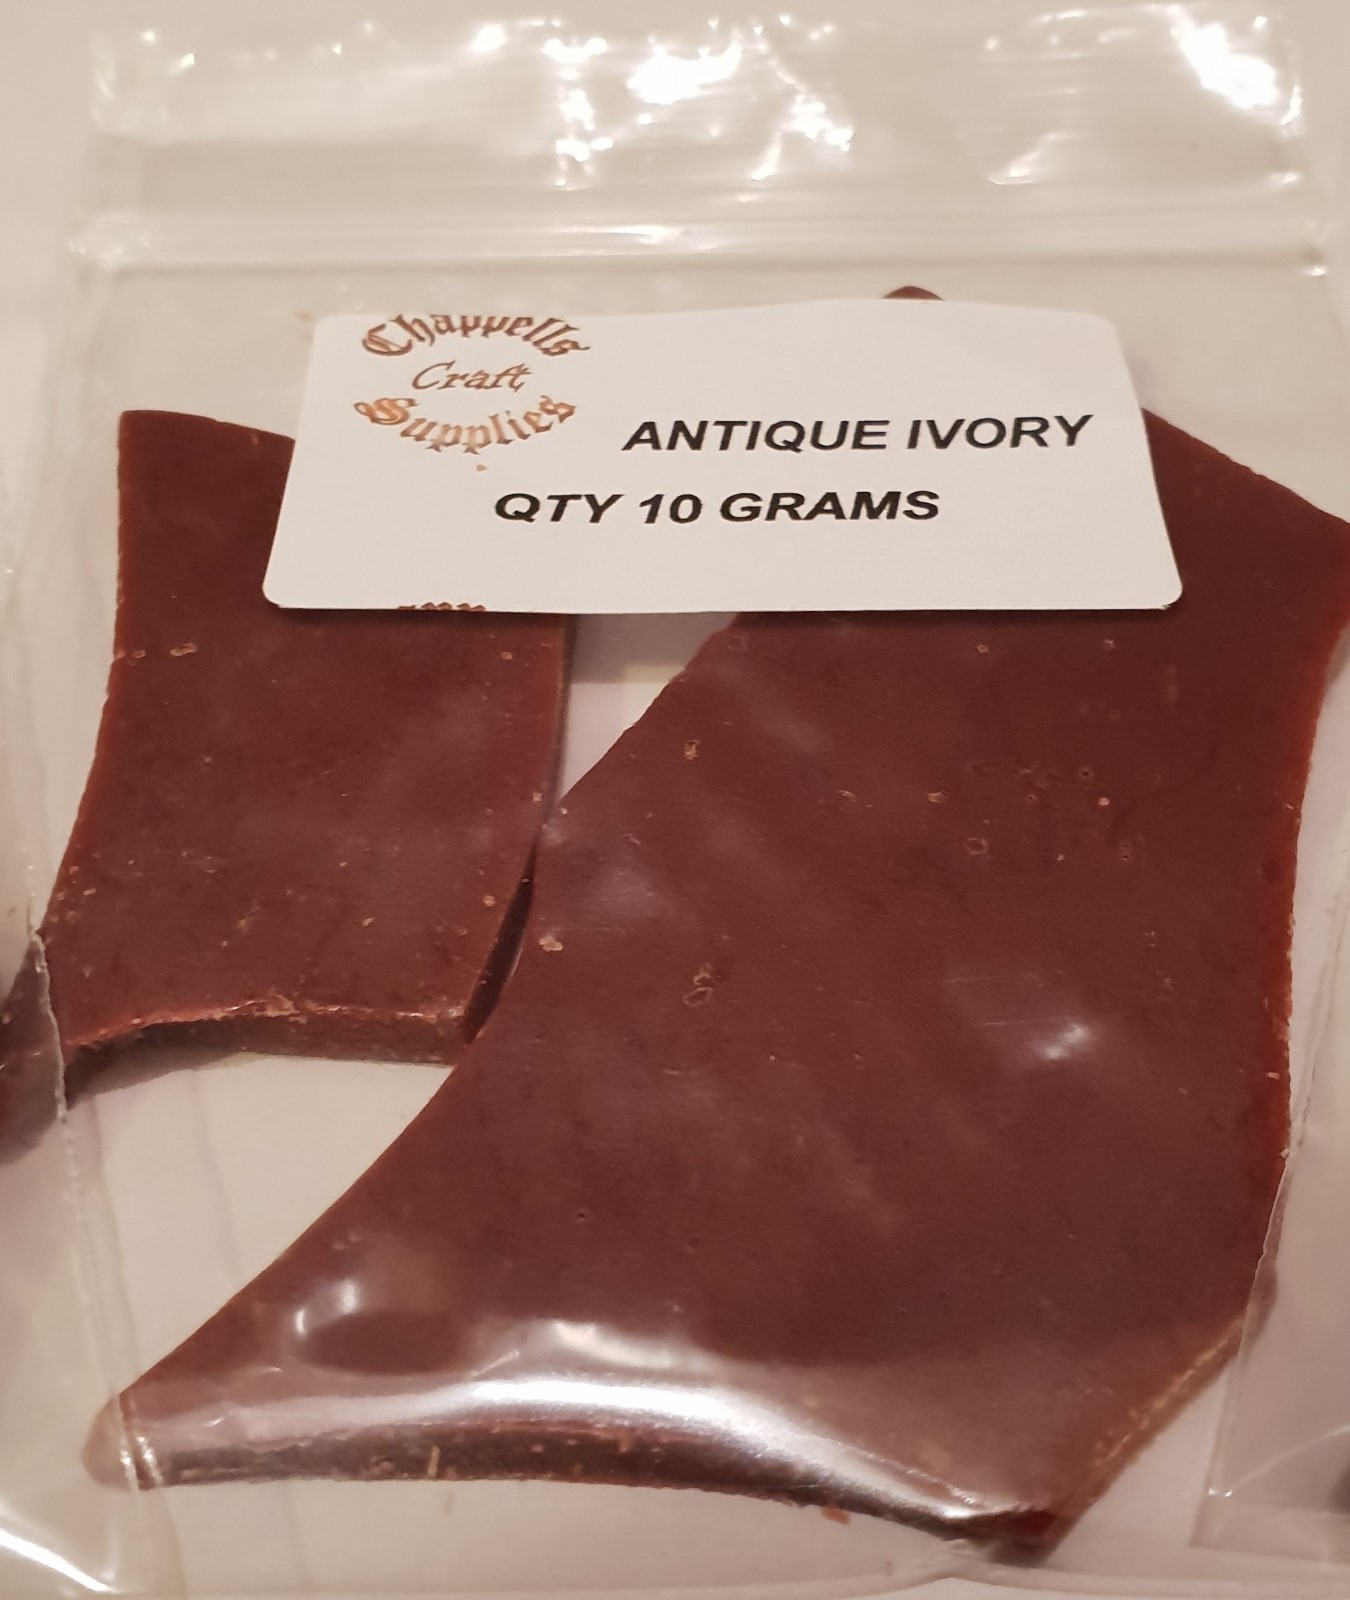 Chappells
Craft
Supplies
ANTIQUE IVORY
QTY 10 GRAMS